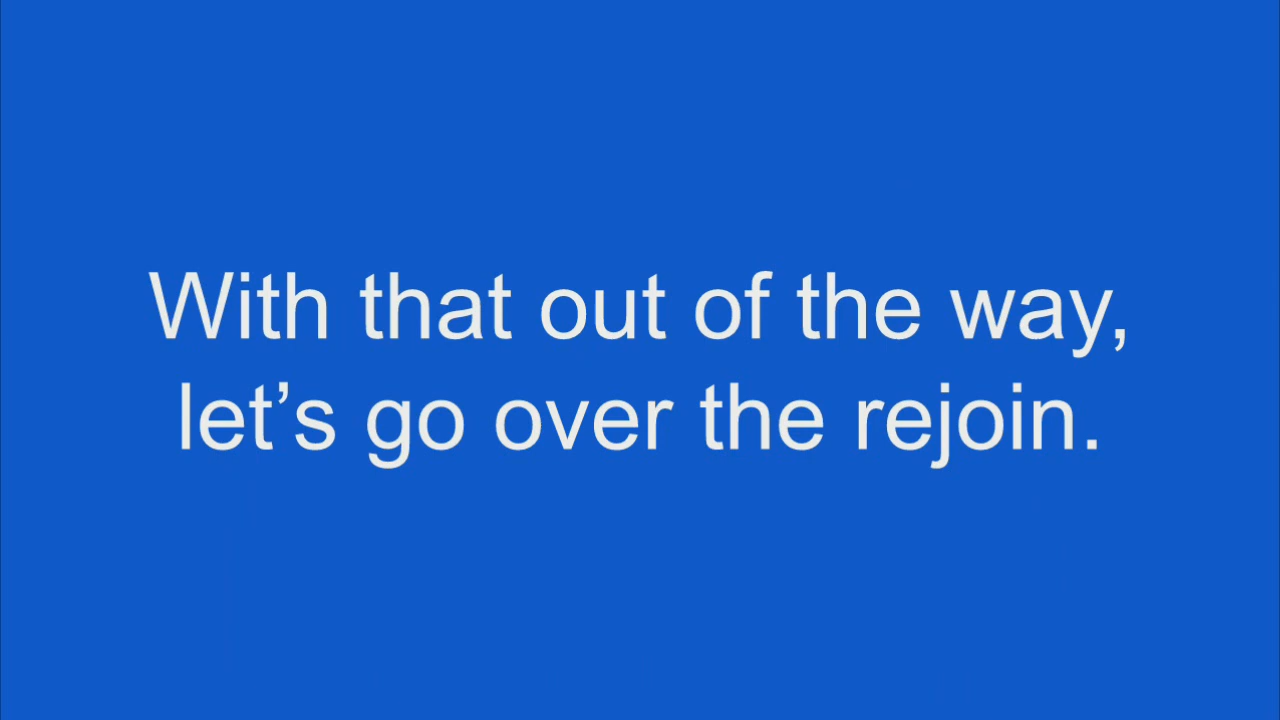 With that out of the way,
let’s go over the rejoin.